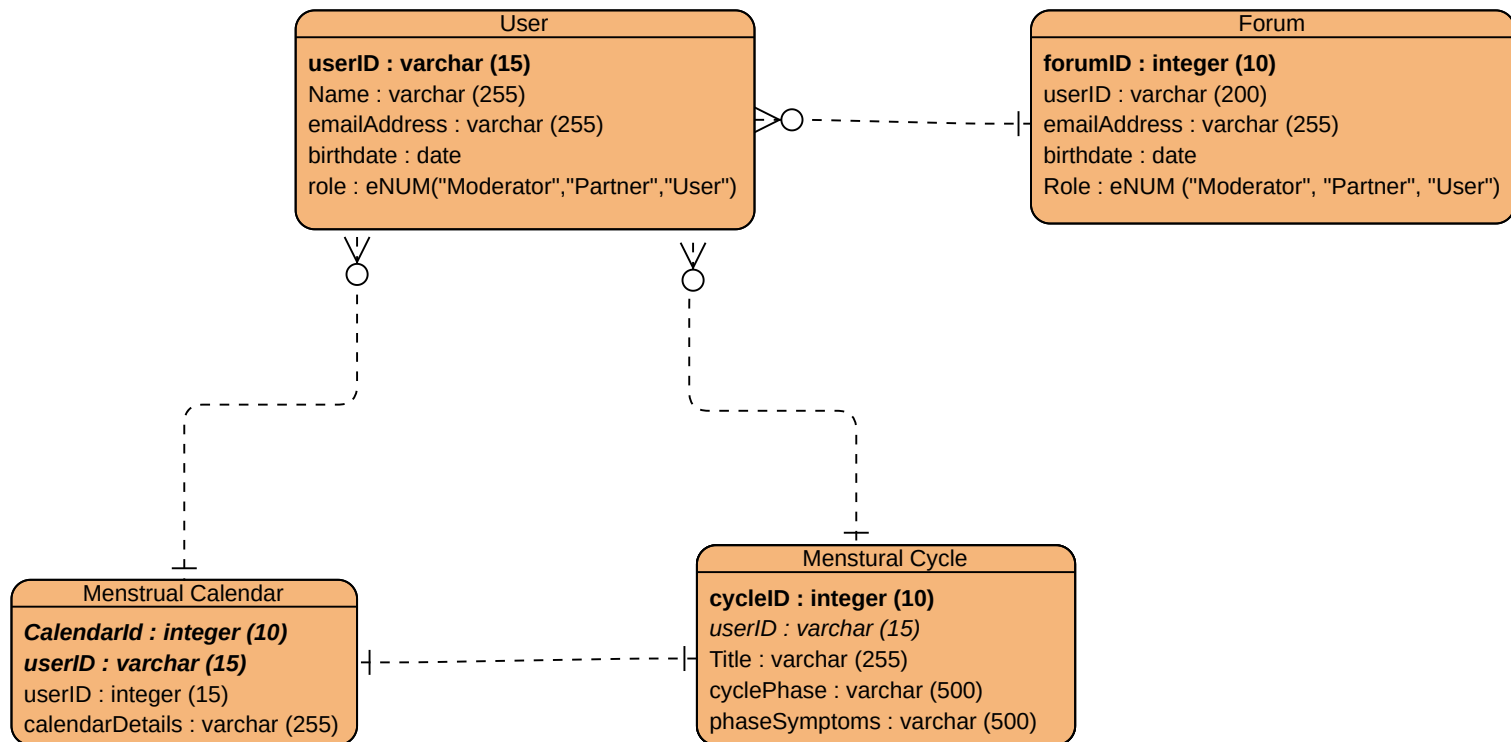 User
userID : varchar (15)
Name : varchar (255)
emailAddress : varchar (255)
birthdate : date
role : eNUM("Moderator","Partner","User")
Forum
forumID : integer (10)
userID : varchar (200)
emailAddress : varchar (255)
birthdate : date
Role : eNUM ("Moderator", "Partner", "User")
Menstrual Calendar
CalendarId : integer (10)
userID : varchar (15)
userID : integer (15)
calendarDetails : varchar (255)
Menstural Cycle
cycleID : integer (10)
userID : varchar (15)
Title : varchar (255)
cyclePhase : varchar (500)
phaseSymptoms : varchar (500)